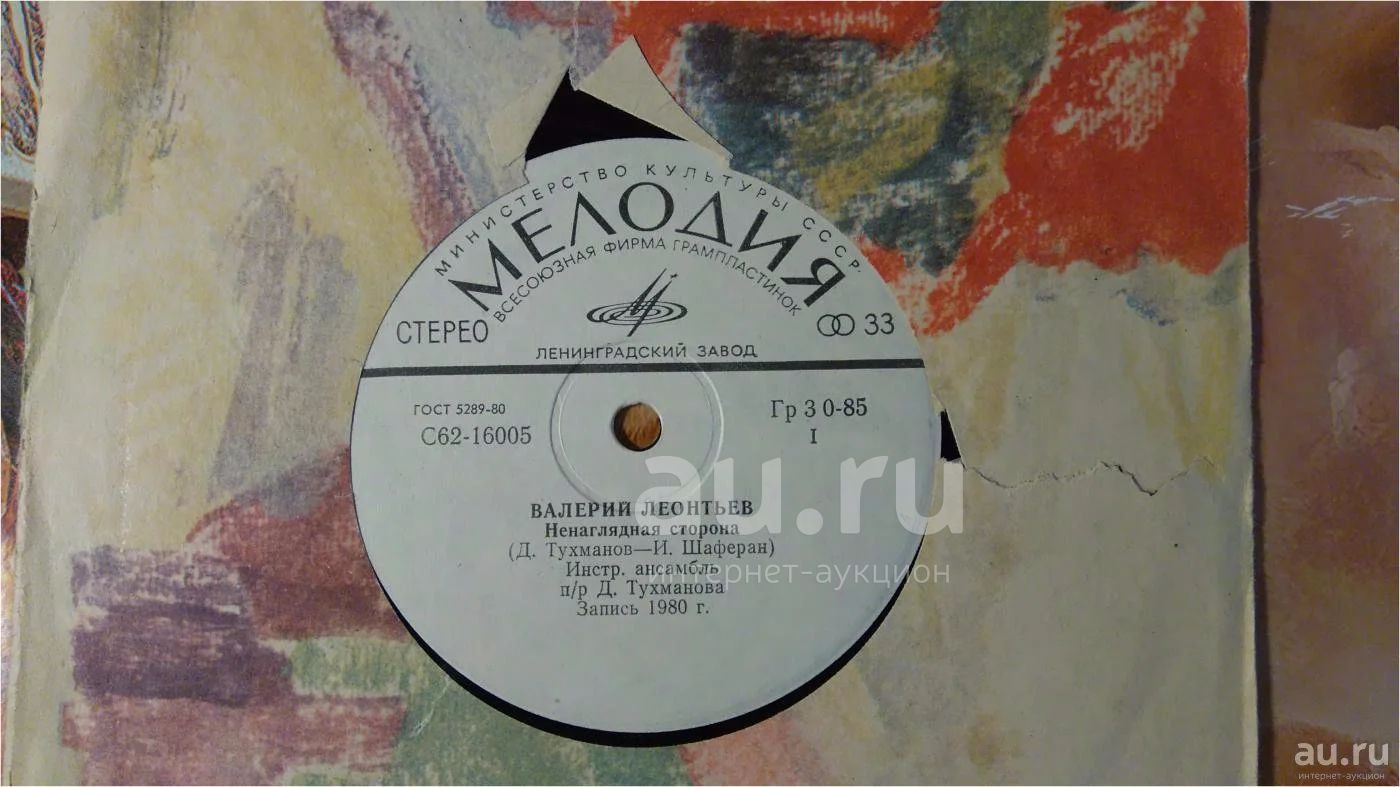 МИНИСТЕРСТВО КУЛЬТУРЫ СССР
МЕЛОДИЯ
ВСЕСОЮЗНАЯ ФИРМА ГРАМПЛАСТИНОК
СТЕРЕО
33
ЛЕНИНГРАДСКИЙ ЗАВОД
ГОСТ 5289-80
Гр 3 0-85
С62-16005
I
ВАЛЕРИЙ ЛЕОНТЬЕВ
Ненаглядная сторона
(Д. Тухманов—И. Шаферан)
Инстр. ансамбль
п/р Д. Тухманова
Запись 1980 г.
au.ru
интернет-аукцион
au.ru
интернет-аукцион